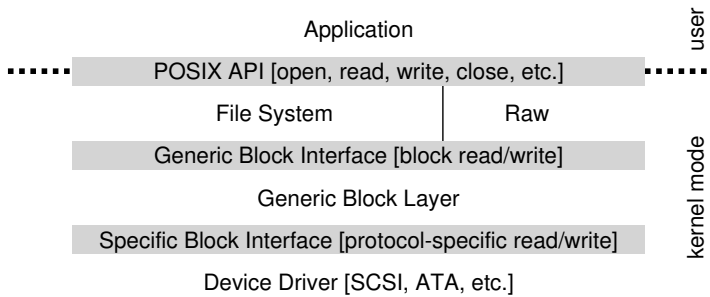 Application
POSIX API [open, read, write, close, etc.]
File System
Raw
Generic Block Interface [block read/write]
Generic Block Layer
Specific Block Interface [protocol-specific read/write]
Device Driver [SCSI, ATA, etc.]
user
kernel mode